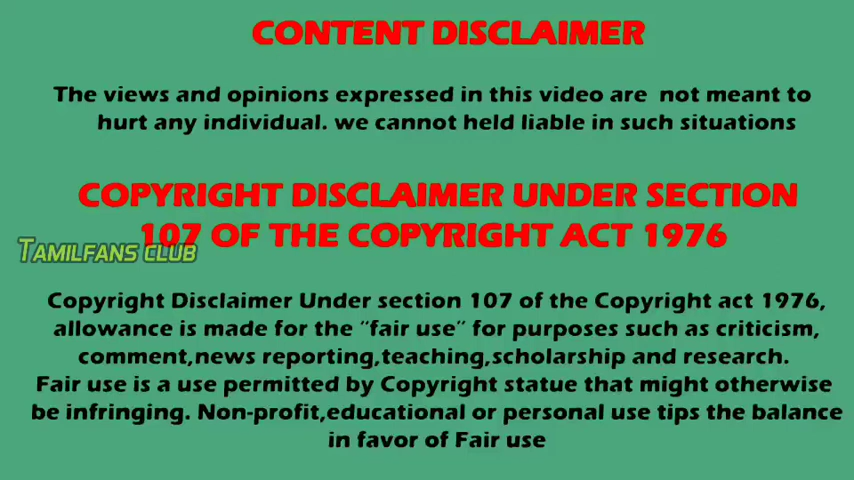 CONTENT DISCLAIMER
The views and opinions expressed in this video are not meant to
hurt any individual. we cannot held liable in such situations
COPYRIGHT DISCLAIMER UNDER SECTION
107 OF THE COPYRIGHT ACT 1976
TAMILFANS CLUB
Copyright Disclaimer Under section 107 of the Copyright act 1976,
allowance is made for the "fair use" for purposes such as criticism,
comment,news reporting,teaching,scholarship and research.
Fair use is a use permitted by Copyright statue that might otherwise
be infringing. Non-profit,educational or personal use tips the balance
in favor of Fair use